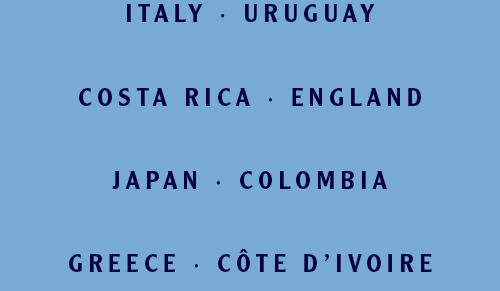 ITALY · URUGUAY
COSTA RICA · ENGLAND
JAPAN · COLOMBIA
GREECE · CÔTE D’IVOIRE